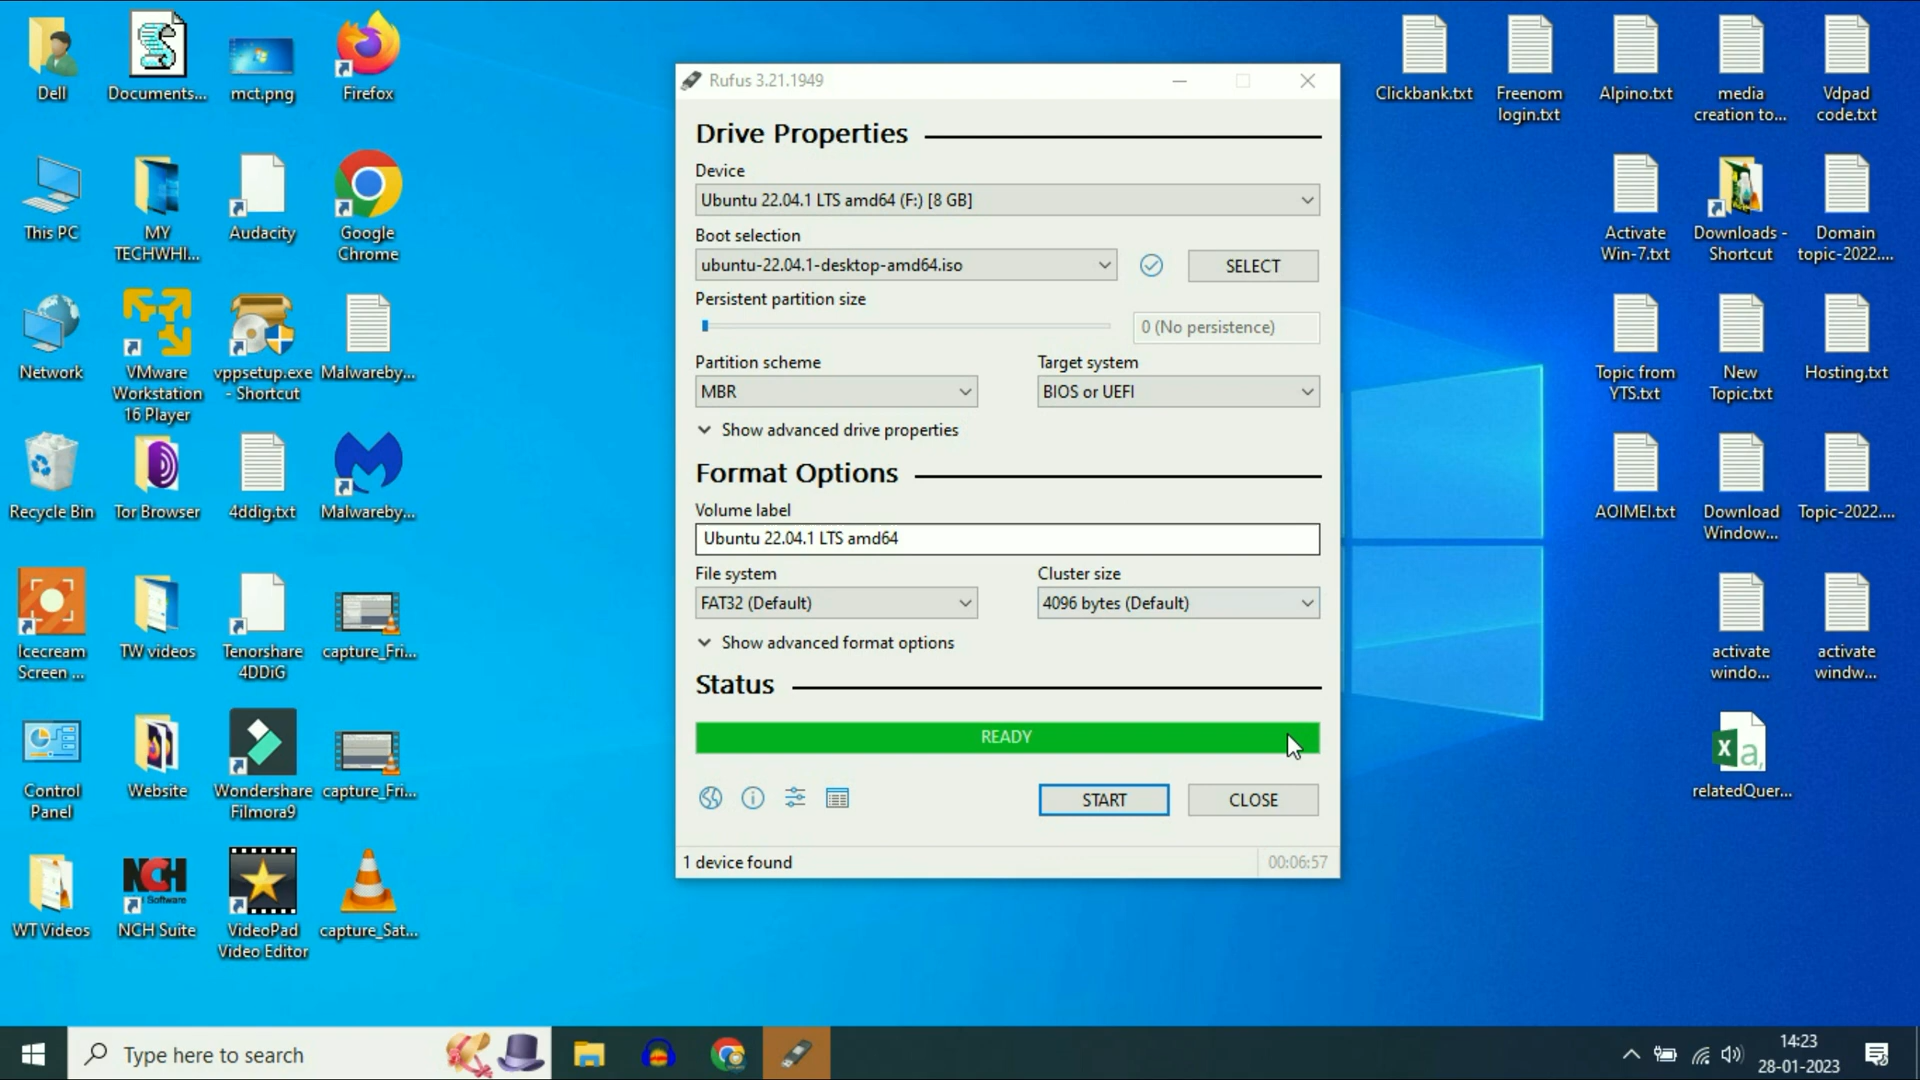 Dell
Documents...
mct.png
Firefox
This PC
MY
TECHWHI...
Audacity
Google
Chrome
Network
VMware
Workstation
16 Player
vppsetup.exe
- Shortcut
Malwareby...
Recycle Bin
Tor Browser
4ddig.txt
Malwareby...
Icecream
Screen ...
TW videos
Tenorshare
4DDiG
capture_Fri...
Control
Panel
Website
Wondershare
Filmora9
capture_Fri...
WT Videos
NCH Software
NCH Suite
VideoPad
Video Editor
capture_Sat...
Rufus 3.21.1949
Drive Properties
Device
Ubuntu 22.04.1 LTS amd64 (F:) [8 GB]
Boot selection
ubuntu-22.04.1-desktop-amd64.iso
SELECT
Persistent partition size
0 (No persistence)
Partition scheme
Target system
MBR
BIOS or UEFI
Show advanced drive properties
Format Options
Volume label
Ubuntu 22.04.1 LTS amd64
File system
Cluster size
FAT32 (Default)
4096 bytes (Default)
Show advanced format options
Status
READY
START
CLOSE
1 device found
00:06:57
Clickbank.txt
Freenom
login.txt
Alpino.txt
media
creation to...
Vdpad
code.txt
Activate
Win-7.txt
Downloads -
Shortcut
Domain
topic-2022....
Topic from
YTS.txt
New
Topic.txt
Hosting.txt
AOIMEI.txt
Download
Window...
Topic-2022....
activate
windo...
activate
windw...
X a,
relatedQuer...
Type here to search
14:23
28-01-2023